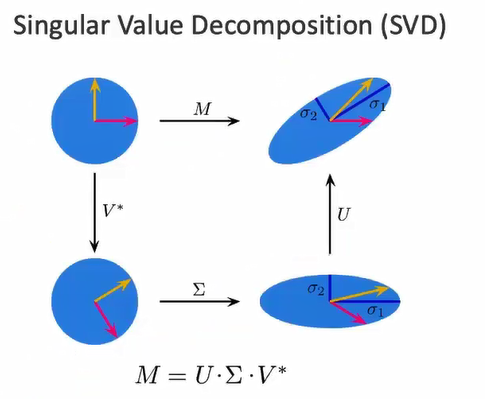 Singular Value Decomposition (SVD)
M
σ₂
σ₁
V*
U
Σ
σ₂
σ₁
M = U·Σ·V*